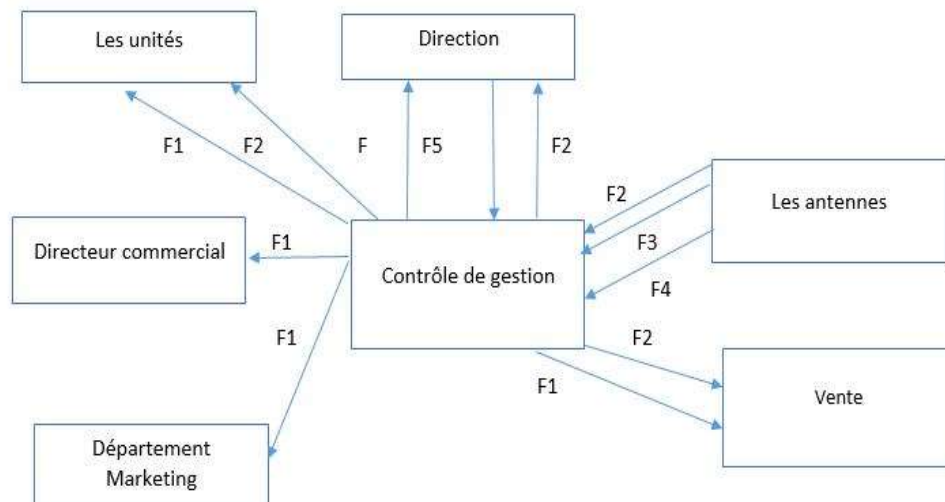 Les unités
Direction
F1
F2
F
F5
F2
F2
Les antennes
Directeur commercial
F1
F3
Contrôle de gestion
F4
F1
F2
F1
Vente
Département
Marketing